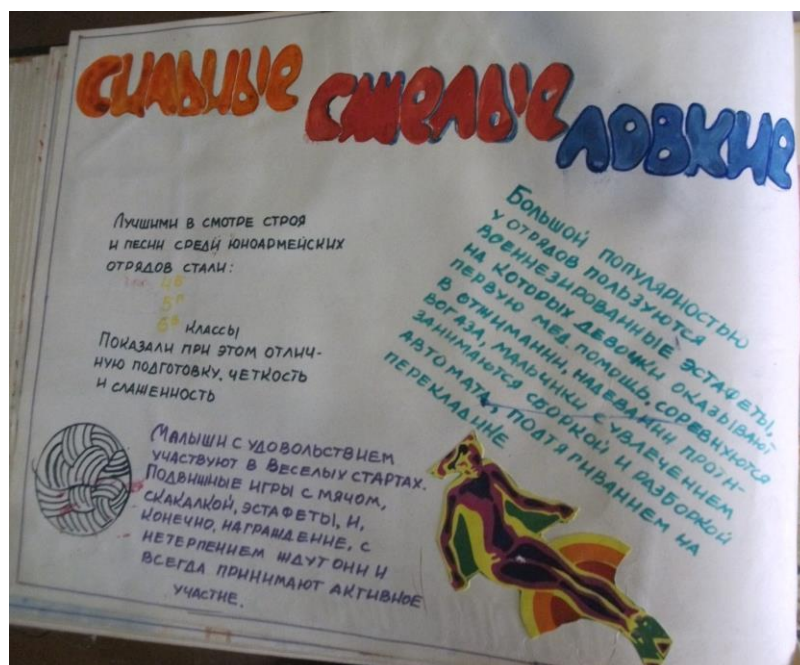 Сильные смелые ловкие
Лучшими в смотре строя
и песни среди юноармейских
отрядов стали:
5а
6а классы
Показали при этом отлич-
ную подготовку, четкость
и слаженность
Большой популярностью
у отрядов пользуются
военнезированные эстафеты,
на которых девочки оказывают
первую мед. помощь, соревнуются
в отжимании, надевании проти-
вогаза, мальчики с увлечением
занимаются сборкой и разборкой
автомата, подтягиванием на
перекладине
Малыши с удовольствием
участвуют в веселых стартах.
Подвижные игры с мячом,
скакалкой, эстафеты, и,
конечно, награждение, с
нетерпением ждут они и
всегда принимают активное
участие.